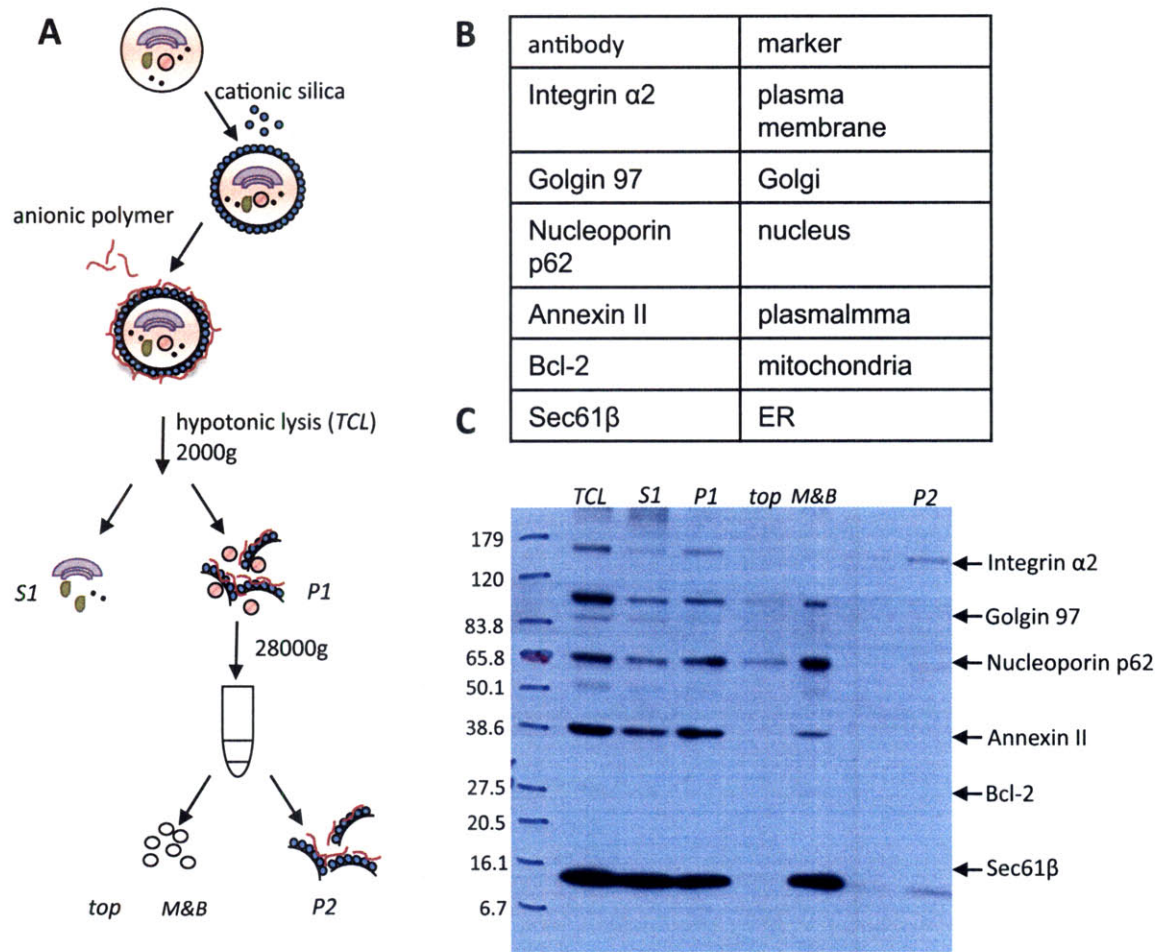 A
cationic silica
anionic polymer
hypotonic lysis (TCL)
2000g
S1
P1
28000g
top M&B P2
B
antibody marker
Integrin α2 plasma
membrane
Golgin 97 Golgi
Nucleoporin nucleus
p62
Annexin II plasmalmma
Bcl-2 mitochondria
Sec61β ER
C
TCL S1 P1 top M&B P2
179
120
83.8
65.8
50.1
38.6
27.5
20.5
16.1
6.7
Integrin α2
Golgin 97
Nucleoporin p62
Annexin II
Bcl-2
Sec61β